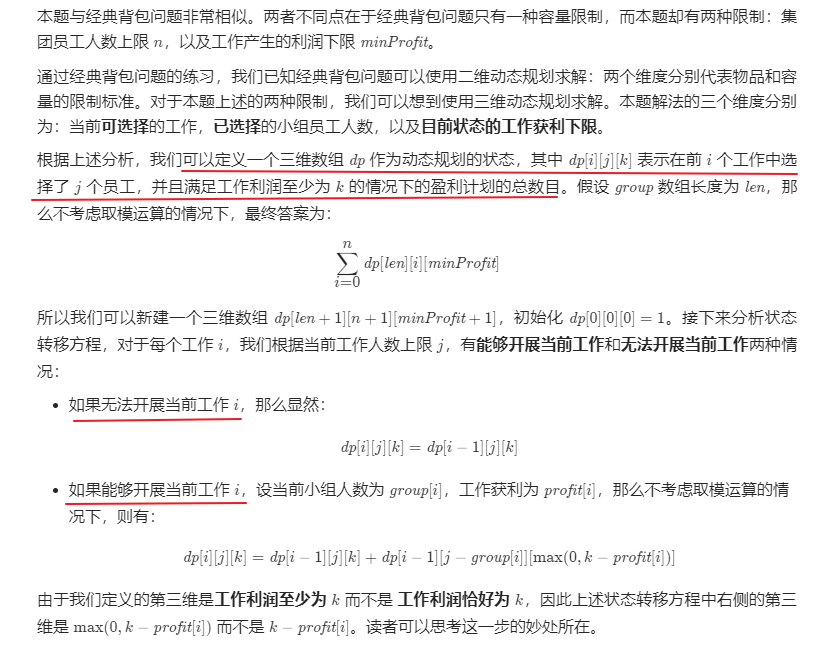 本题与经典背包问题非常相似。两者不同点在于经典背包问题只有一种容量限制，而本题却有两种限制：集
团员工人数上限 n，以及工作产生的利润下限 minProfit。
通过经典背包问题的练习，我们已知经典背包问题可以使用二维动态规划求解：两个维度分别代表物品和容
量的限制标准。对于本题上述的两种限制，我们可以想到使用三维动态规划求解。本题解法的三个维度分别
为：当前可选择的工作，已选择的小组员工人数，以及目前状态的工作获利下限。
根据上述分析，我们可以定义一个三维数组 dp 作为动态规划的状态，其中 dp[i][j][k] 表示在前 i 个工作中选
择了 j 个员工，并且满足工作利润至少为 k 的情况下的盈利计划的总数目。假设 group 数组长度为 len，那
么不考虑取模运算的情况下，最终答案为：
n
∑ dp[len][i][minProfit]
i=0
所以我们可以新建一个三维数组 dp[len + 1][n + 1][minProfit + 1]，初始化 dp[0][0][0] = 1。接下来分析状态
转移方程，对于每个工作 i，我们根据当前工作人数上限 j，有能够开展当前工作和无法开展当前工作两种情
况：
• 如果无法开展当前工作 i，那么显然：
dp[i][j][k] = dp[i − 1][j][k]
• 如果能够开展当前工作 i，设当前小组人数为 group[i]，工作获利为 profit[i]，那么不考虑取模运算的情
况下，则有：
dp[i][j][k] = dp[i − 1][j][k] + dp[i − 1][j − group[i]][max(0, k − profit[i])]
由于我们定义的第三维是工作利润至少为 k 而不是 工作利润恰好为 k，因此上述状态转移方程中右侧的第三
维是 max(0, k − profit[i]) 而不是 k − profit[i]。读者可以思考这一步的妙处所在。